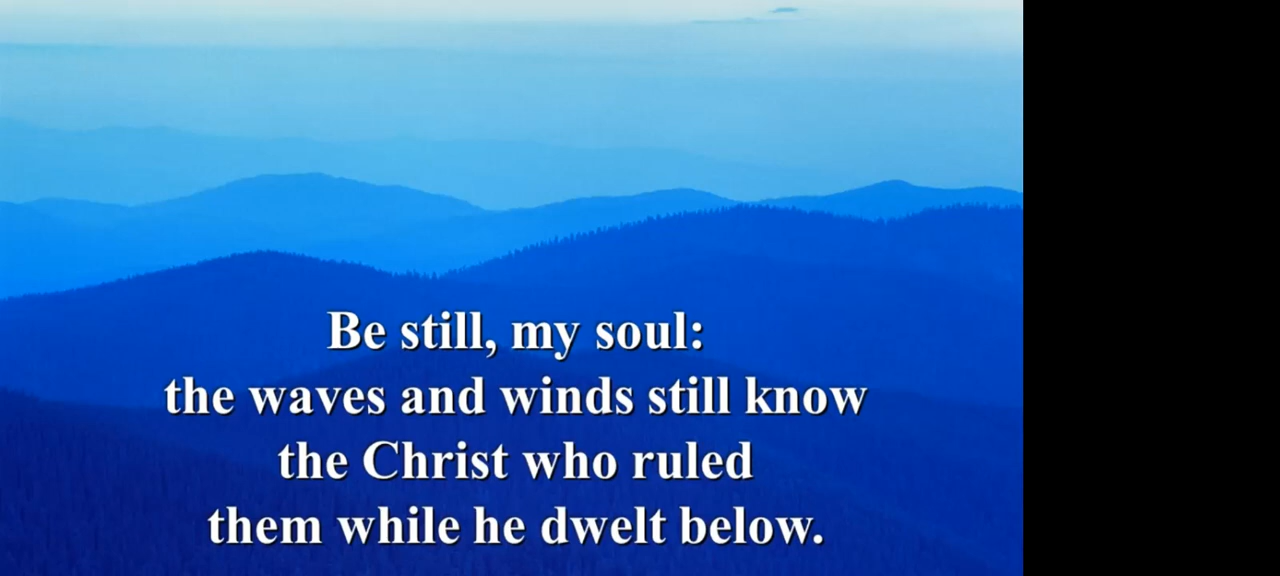 Be still, my soul:
the waves and winds still know
the Christ who ruled
them while he dwelt below.